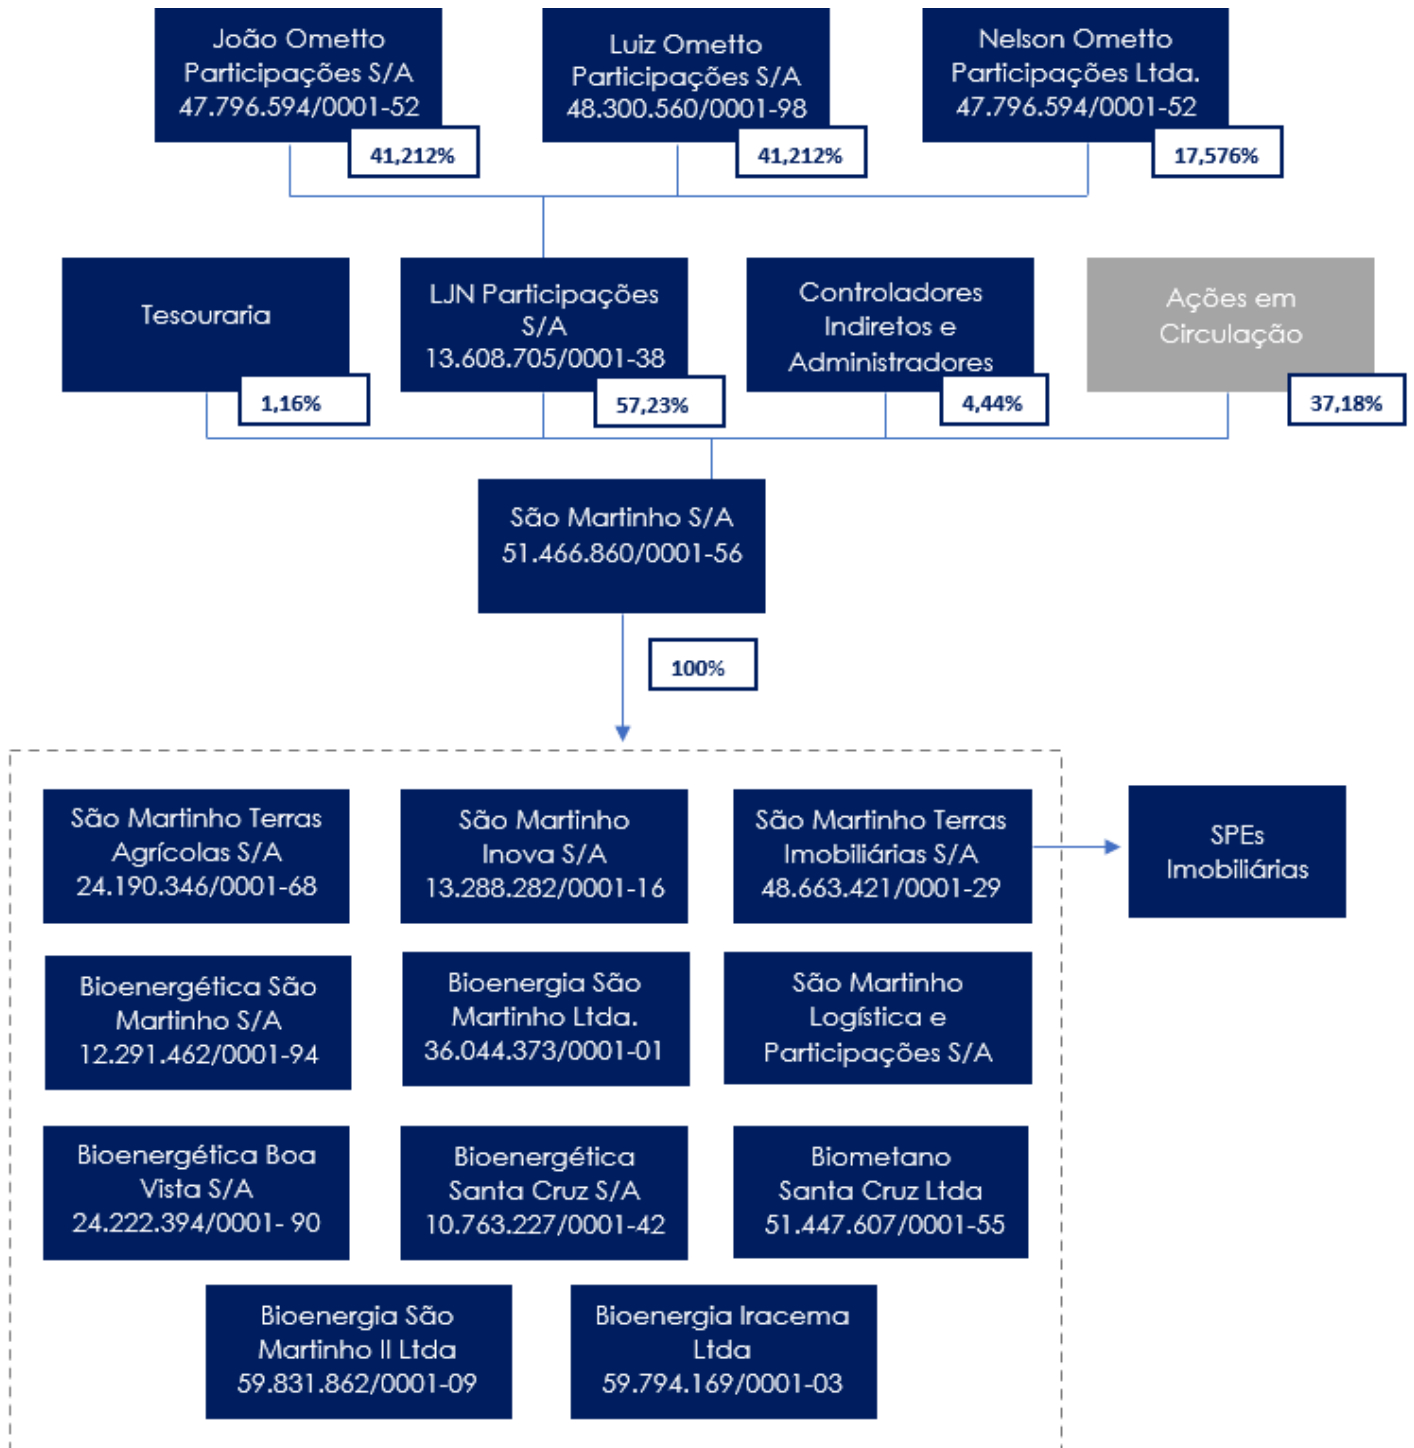 João Ometto
Participações S/A
47.796.594/0001-52
41,212%
Luiz Ometto
Participações S/A
48.300.560/0001-98
41,212%
Nelson Ometto
Participações Ltda.
47.796.594/0001-52
17,576%
Tesouraria
1,16%
LJN Participações
S/A
13.608.705/0001-38
57,23%
Controladores
Indiretos e
Administradores
4,44%
Ações em
Circulação
37,18%
São Martinho S/A
51.466.860/0001-56
100%
São Martinho Terras
Agrícolas S/A
24.190.346/0001-68
São Martinho
Inova S/A
13.288.282/0001-16
São Martinho Terras
Imobiliárias S/A
48.663.421/0001-29
SPEs
Imobiliárias
Bioenergética São
Martinho S/A
12.291.462/0001-94
Bioenergia São
Martinho Ltda.
36.044.373/0001-01
São Martinho
Logística e
Participações S/A
Bioenergética Boa
Vista S/A
24.222.394/0001- 90
Bioenergética
Santa Cruz S/A
10.763.227/0001-42
Biometano
Santa Cruz Ltda
51.447.607/0001-55
Bioenergia São
Martinho II Ltda
59.831.862/0001-09
Bioenergia Iracema
Ltda
59.794.169/0001-03